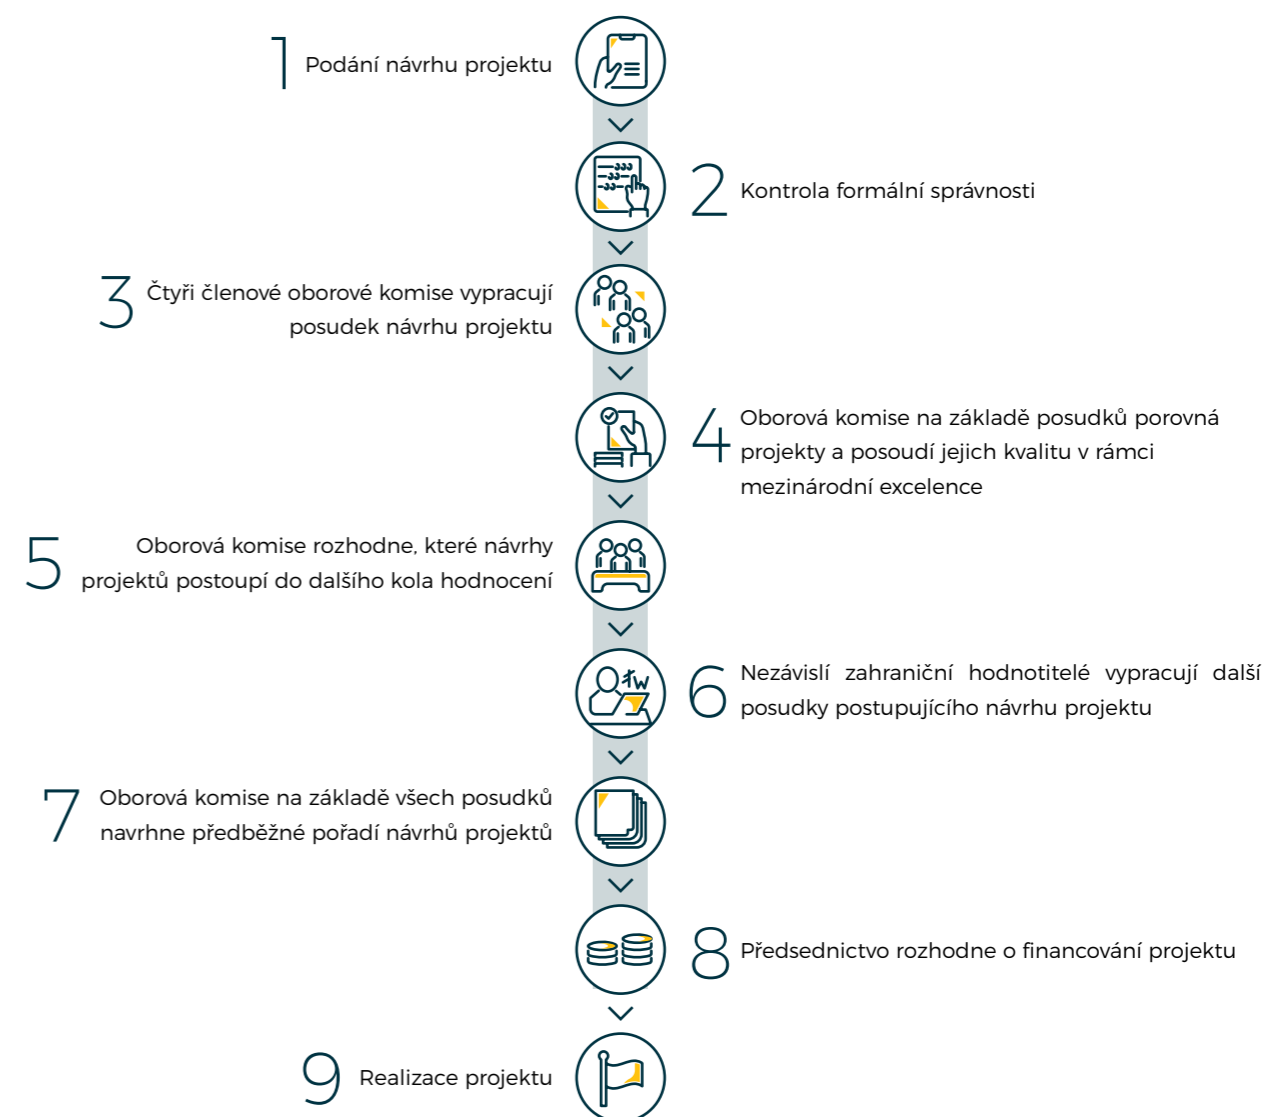 1 Podání návrhu projektu
2 Kontrola formální správnosti
3 Čtyři členové oborové komise vypracují
posudek návrhu projektu
4 Oborová komise na základě posudků porovná
projekty a posoudí jejich kvalitu v rámci
mezinárodní excelence
5 Oborová komise rozhodne, které návrhy
projektů postoupí do dalšího kola hodnocení
6 Nezávislí zahraniční hodnotitelé vypracují další
posudky postupujícího návrhu projektu
7 Oborová komise na základě všech posudků
navrhne předběžné pořadí návrhů projektů
8 Předsednictvo rozhodne o financování projektu
9 Realizace projektu